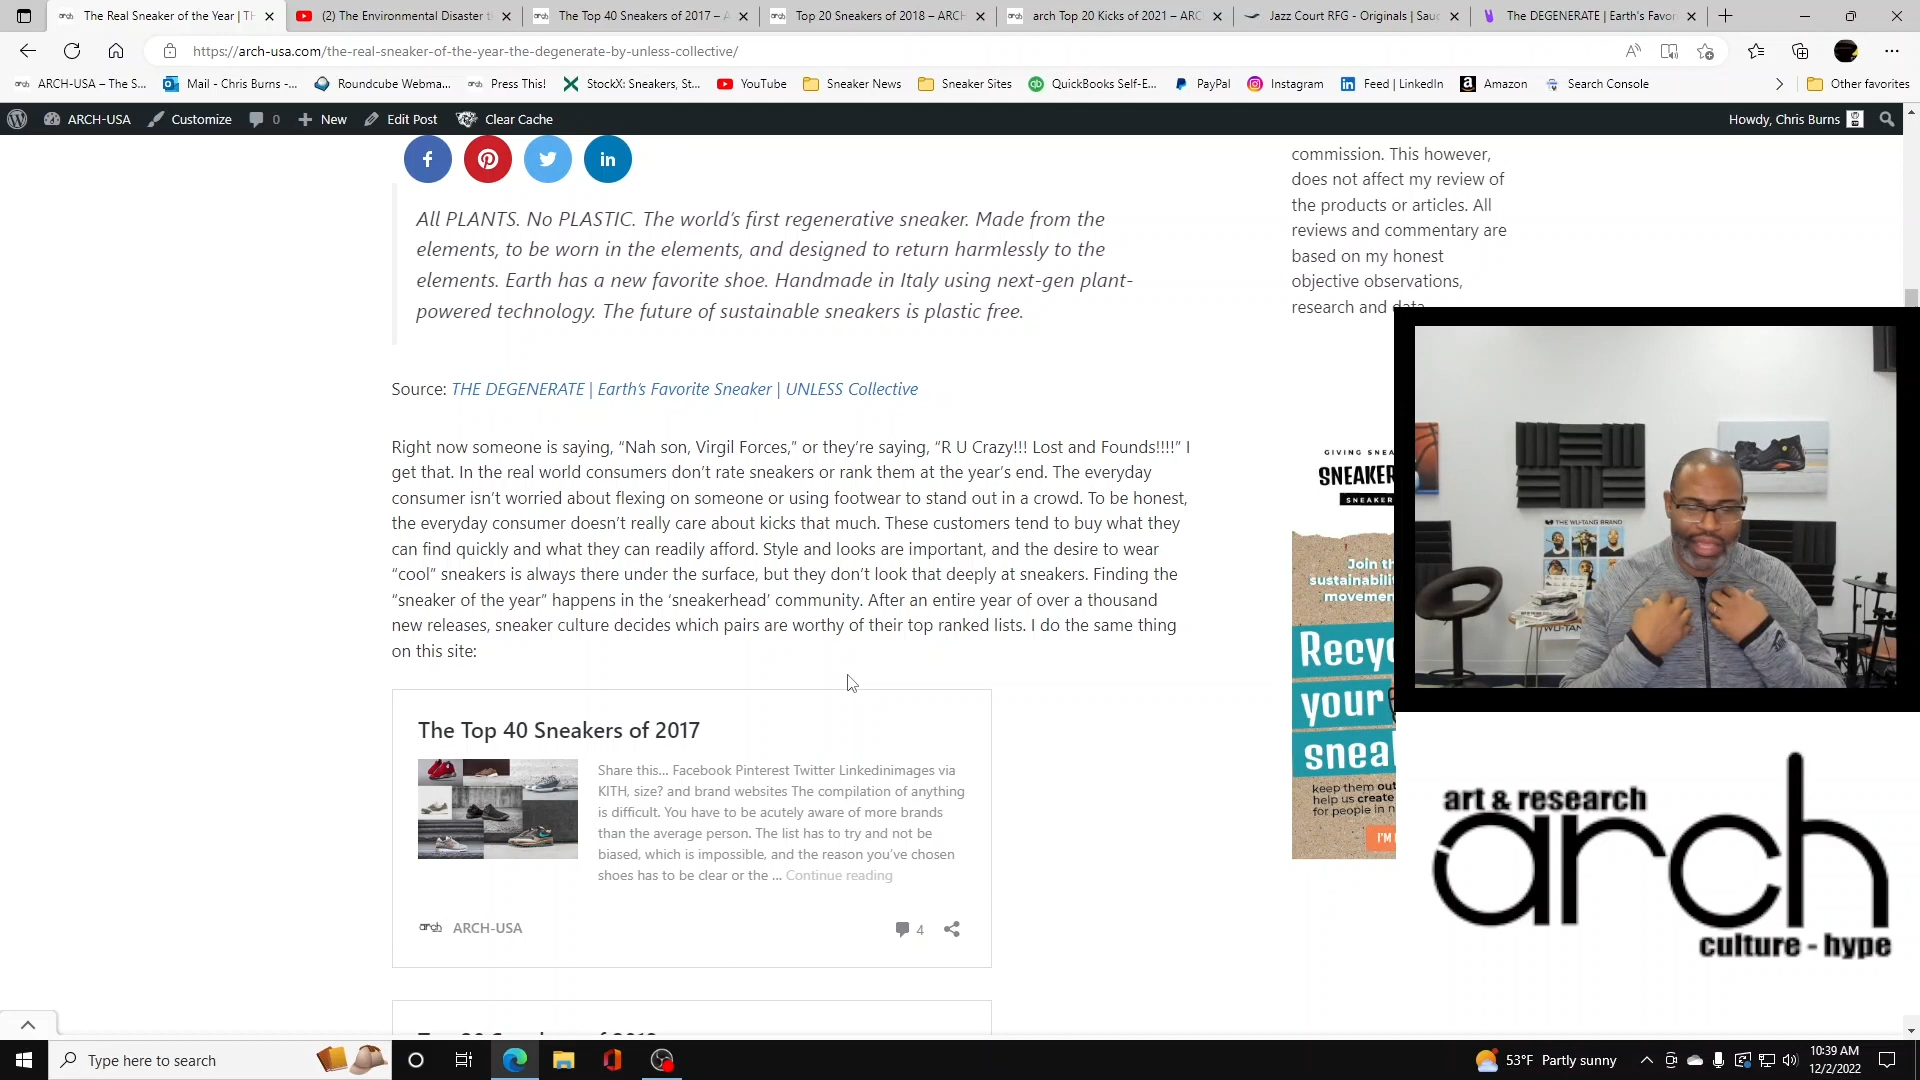 The Real Sneaker of the Year | Th
(2) The Environmental Disaster t
The Top 40 Sneakers of 2017 – A
Top 20 Sneakers of 2018 – ARCH
arch Top 20 Kicks of 2021 – ARC
Jazz Court RFG - Originals | Sauc
The DEGENERATE | Earth's Favor
https://arch-usa.com/the-real-sneaker-of-the-year-the-degenerate-by-unless-collective/
ARCH-USA – The S...
Mail - Chris Burns -...
Roundcube Webma...
Press This!
StockX: Sneakers, St...
YouTube
Sneaker News
Sneaker Sites
QuickBooks Self-E...
PayPal
Instagram
Feed | LinkedIn
Amazon
Search Console
Other favorites
ARCH-USA
Customize
0
New
Edit Post
Clear Cache
Howdy, Chris Burns
All PLANTS. No PLASTIC. The world's first regenerative sneaker. Made from the
elements, to be worn in the elements, and designed to return harmlessly to the
elements. Earth has a new favorite shoe. Handmade in Italy using next-gen plant-
powered technology. The future of sustainable sneakers is plastic free.
Source: THE DEGENERATE | Earth's Favorite Sneaker | UNLESS Collective
Right now someone is saying, “Nah son, Virgil Forces,” or they're saying, “R U Crazy!!! Lost and Founds!!!!” I
get that. In the real world consumers don't rate sneakers or rank them at the year's end. The everyday
consumer isn't worried about flexing on someone or using footwear to stand out in a crowd. To be honest,
the everyday consumer doesn't really care about kicks that much. These customers tend to buy what they
can find quickly and what they can readily afford. Style and looks are important, and the desire to wear
“cool” sneakers is always there under the surface, but they don't look that deeply at sneakers. Finding the
“sneaker of the year” happens in the ‘sneakerhead’ community. After an entire year of over a thousand
new releases, sneaker culture decides which pairs are worthy of their top ranked lists. I do the same thing
on this site:
The Top 40 Sneakers of 2017
Share this... Facebook Pinterest Twitter Linkedinimages via
KITH, size? and brand websites The compilation of anything
is difficult. You have to be acutely aware of more brands
than the average person. The list has to try and not be
biased, which is impossible, and the reason you've chosen
shoes has to be clear or the ... Continue reading
ARCH-USA
4
commission. This however,
does not affect my review of
the products or articles. All
reviews and commentary are
based on my honest
objective observations,
research and data
GIVING SNEA
SNEAKER
SNEAKERS
Join th
sustainabili
movemen
Recyc
your
sneak
keep them out
help us create
for people in n
I'M
THE WU-TANG BRAND
WU-TANG
art & research
arch
culture - hype
Type here to search
53°F Partly sunny
10:39 AM
12/2/2022